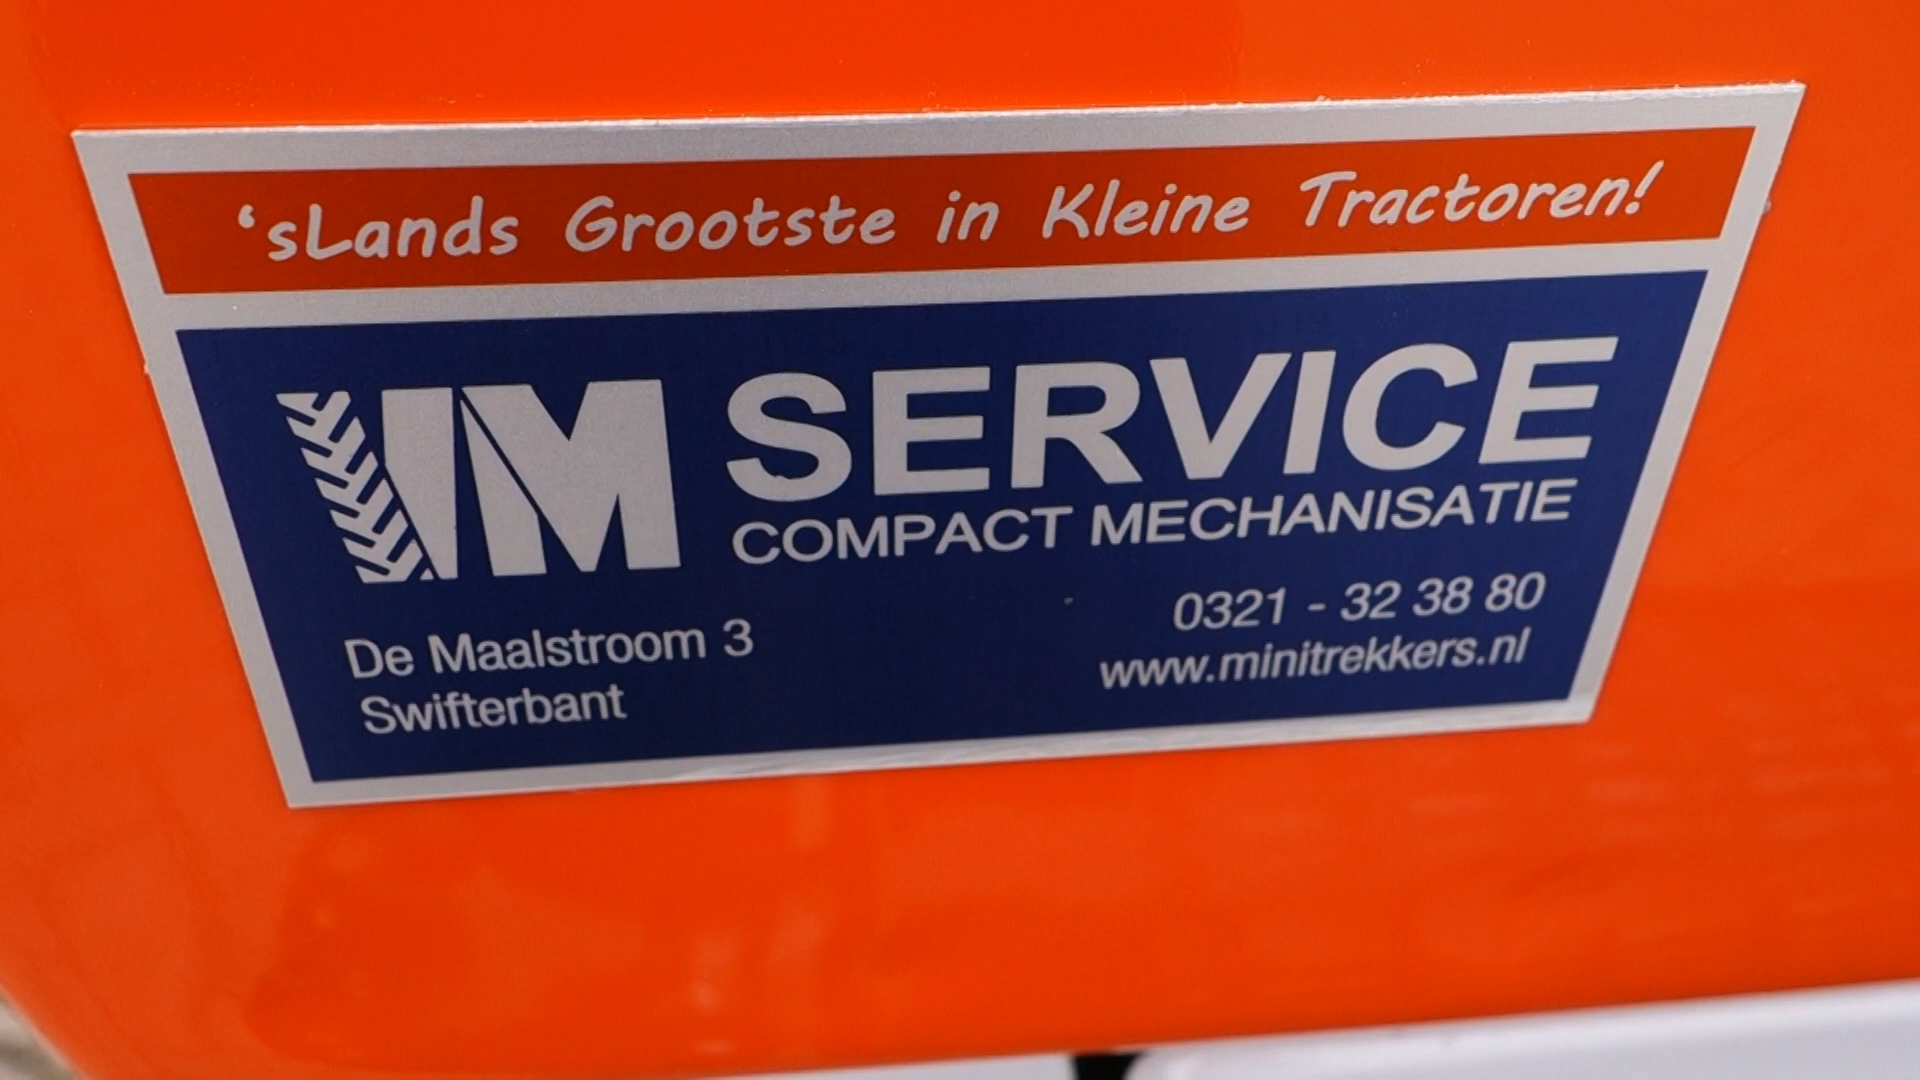 ‘sLands Grootste in Kleine Tractoren!
IM SERVICE
COMPACT MECHANISATIE
De Maalstroom 3
Swifterbant
0321 - 32 38 80
www.minitrekkers.nl